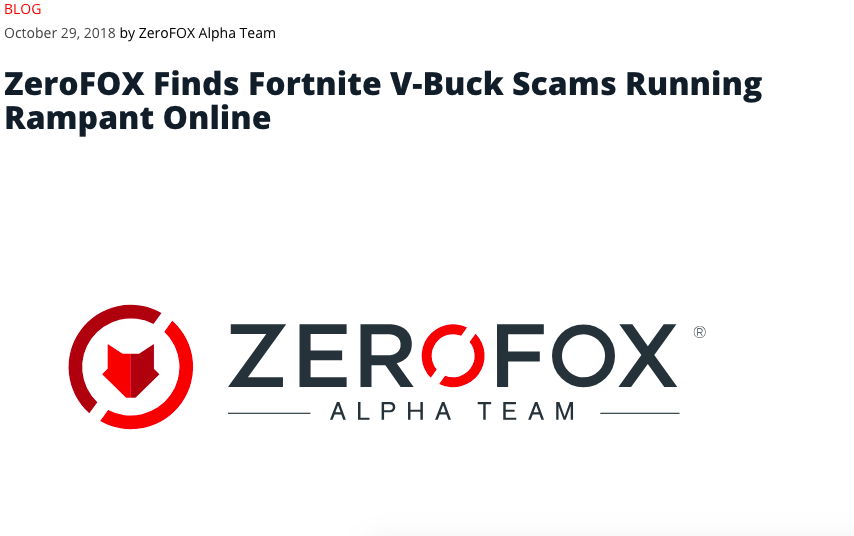 BLOG
October 29, 2018 by ZeroFOX Alpha Team
ZeroFOX Finds Fortnite V-Buck Scams Running
Rampant Online
ZEROFOX ®
ALPHA TEAM